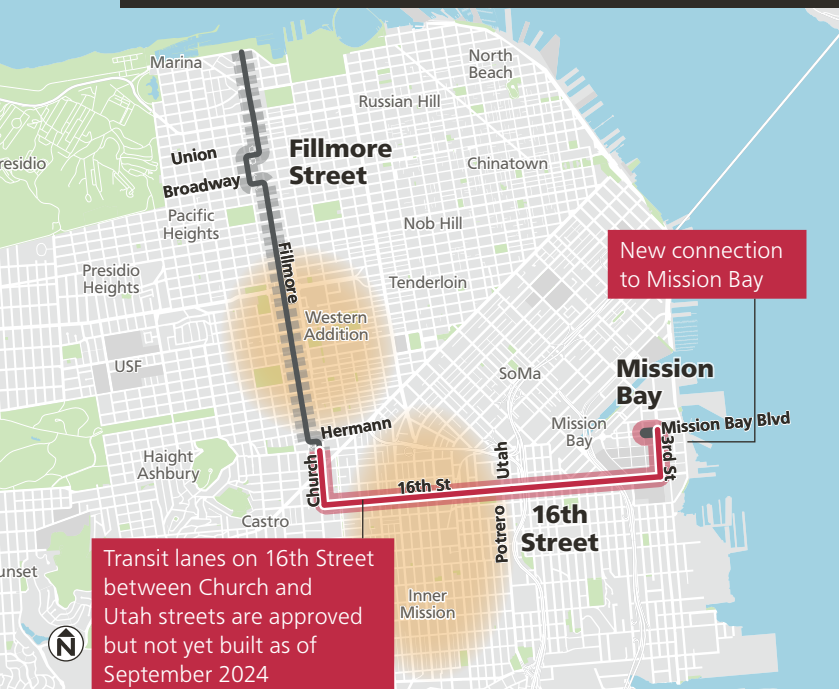 Marina
North
Beach
Russian Hill
Union
Fillmore
Street
Chinatown
residio
Broadway
Pacific
Heights
Nob Hill
New connection
to Mission Bay
Fillmore
Presidio
Heights
Tenderloin
Western
Addition
USF
SoMa
Mission
Bay
Hermann
Mission
Bay
Mission Bay Blvd
3rd St
Haight
Ashbury
Church
16th St
Utah
Potrero
Castro
16th
Street
Transit lanes on 16th Street
between Church and
Utah streets are approved
but not yet built as of
September 2024
unset
Inner
Mission
N